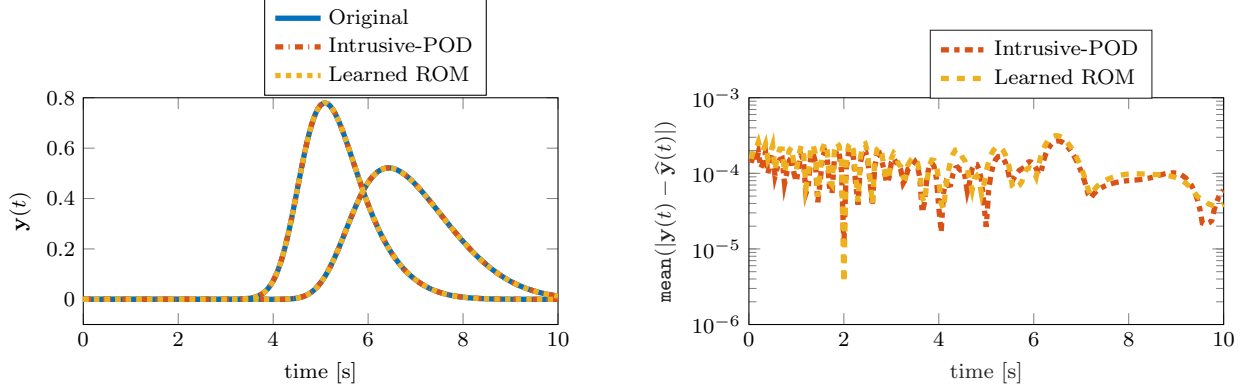 Original
Intrusive-POD
Learned ROM
0.8
0.6
0.4
0.2
0
0 2 4 6 8 10
y(t)
time [s]
Intrusive-POD
Learned ROM
10⁻³
10⁻⁴
10⁻⁵
10⁻⁶
0 2 4 6 8 10
mean(|y(t) − ŷ(t)|)
time [s]